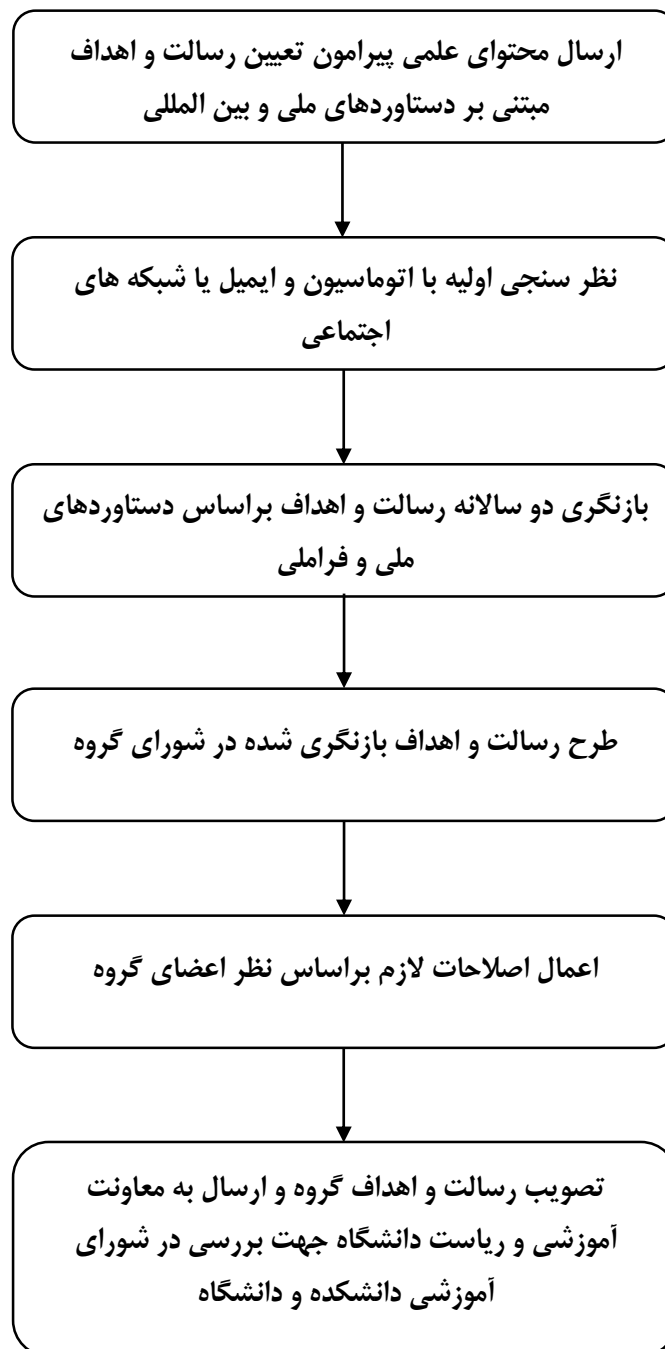 ارسال محتوای علمی پیرامون تعیین رسالت و اهداف
مبتنی بر دستاوردهای ملی و بین المللی
نظر سنجی اولیه با اتوماسیون و ایمیل یا شبکه های
اجتماعی
بازنگری دو سالانه رسالت و اهداف براساس دستاوردهای
ملی و فراملی
طرح رسالت و اهداف بازنگری شده در شورای گروه
اعمال اصلاحات لازم براساس نظر اعضای گروه
تصویب رسالت و اهداف گروه و ارسال به معاونت
آموزشی و ریاست دانشگاه جهت بررسی در شورای
آموزشی دانشکده و دانشگاه